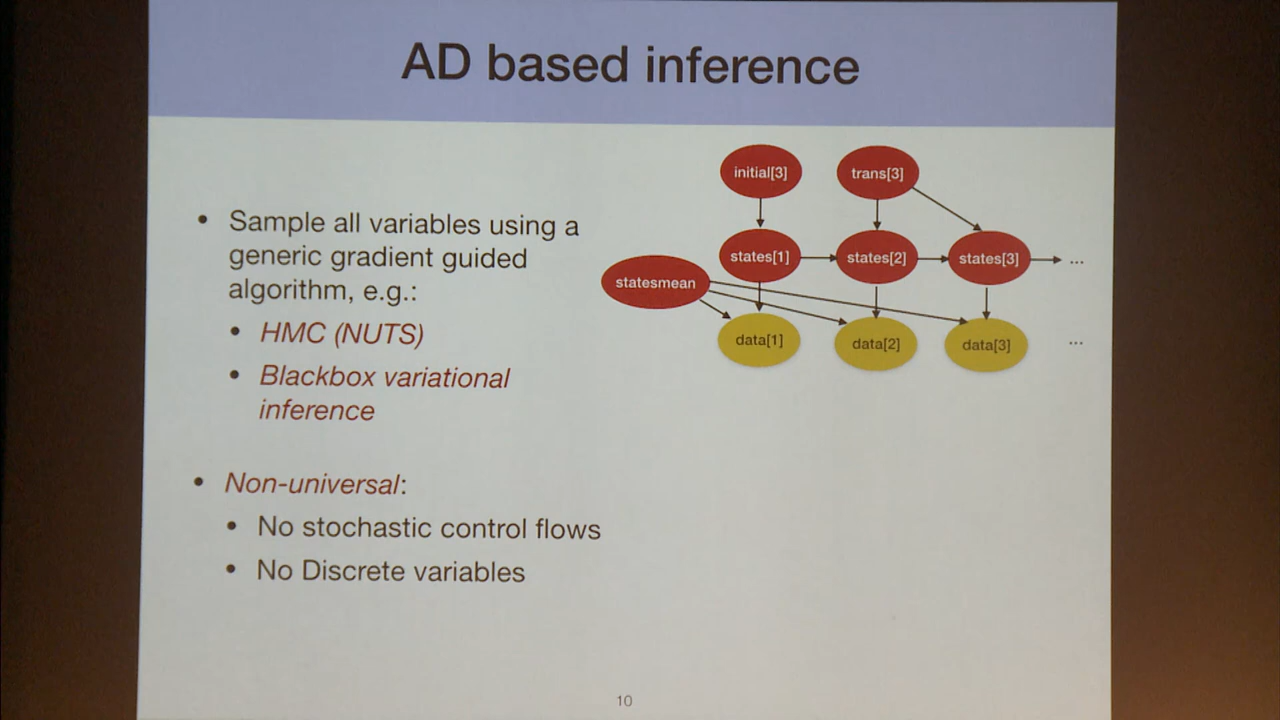 AD based inference
• Sample all variables using a
generic gradient guided
algorithm, e.g.:
• HMC (NUTS)
• Blackbox variational
inference
• Non-universal:
• No stochastic control flows
• No Discrete variables
initial[3]
trans[3]
states[1]
states[2]
states[3]
...
statesmean
data[1]
data[2]
data[3]
...
10